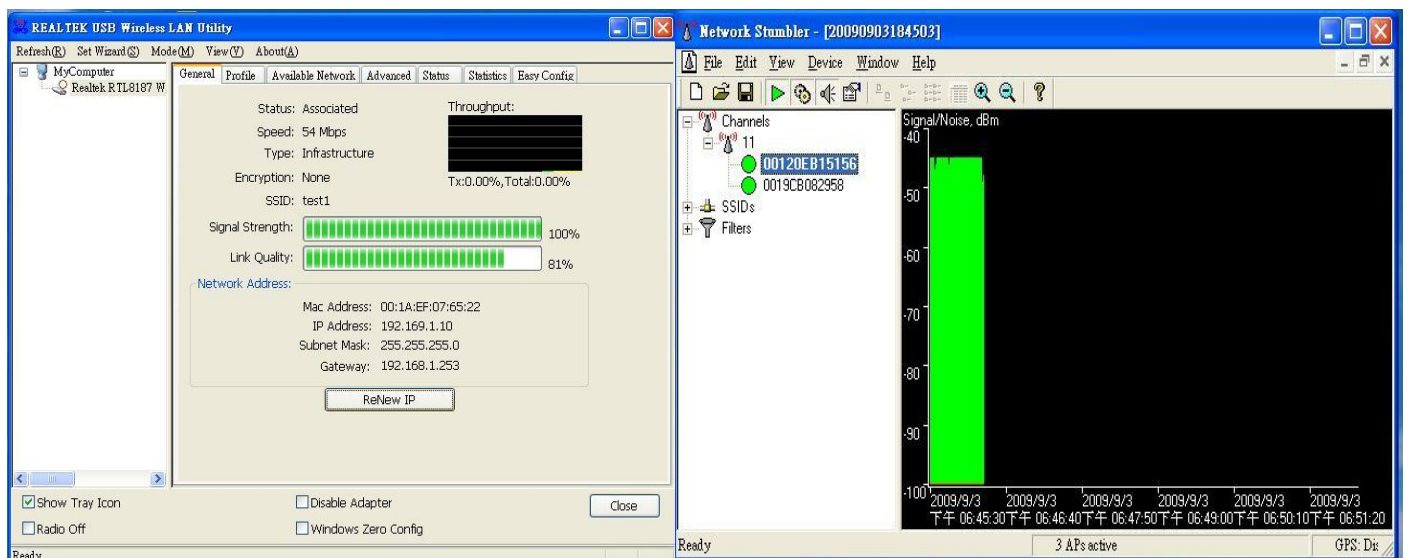 REALTEK USB Wireless LAN Utility
Refresh(R) Set Wizard(S) Mode(M) View(V) About(A)
MyComputer
Realtek RTL8187 W
General Profile Available Network Advanced Status Statistics Easy Config
Status: Associated
Speed: 54 Mbps
Type: Infrastructure
Encryption: None
SSID: test1
Throughput:
Tx:0.00%,Total:0.00%
Signal Strength: 100%
Link Quality: 81%
Network Address:
Mac Address: 00:1A:EF:07:65:22
IP Address: 192.169.1.10
Subnet Mask: 255.255.255.0
Gateway: 192.168.1.253
ReNew IP
Show Tray Icon
Disable Adapter
Close
Radio Off
Windows Zero Config
Ready
Network Stumbler - [20090903184503]
File Edit View Device Window Help
Channels
11
00120EB15156
0019CB082958
SSIDs
Filters
Signal/Noise, dBm
-40
-50
-60
-70
-80
-90
-100
2009/9/3 2009/9/3 2009/9/3 2009/9/3 2009/9/3 2009/9/3
下午 06:45:30 下午 06:46:40 下午 06:47:50 下午 06:49:00 下午 06:50:10 下午 06:51:20
Ready
3 APs active
GPS: Dis